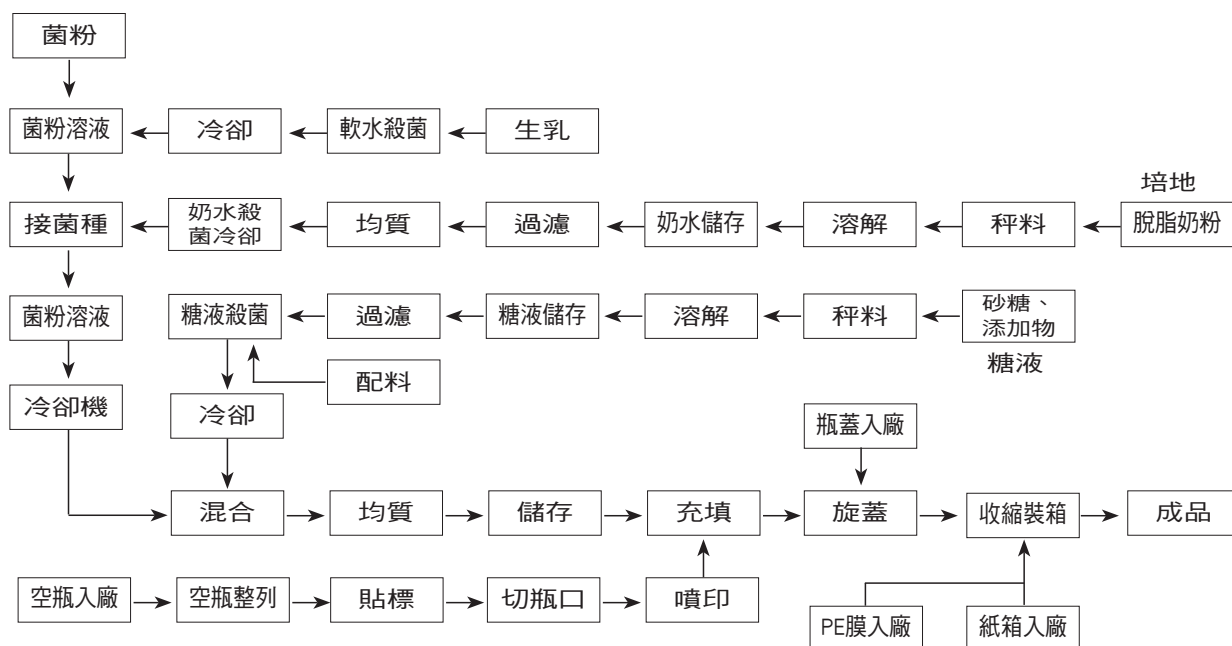 菌粉
菌粉溶液
冷卻
軟水殺菌
生乳
培地
接菌種
奶水殺
菌冷卻
均質
過濾
奶水儲存
溶解
秤料
脫脂奶粉
菌粉溶液
糖液殺菌
過濾
糖液儲存
溶解
秤料
砂糖、
添加物
糖液
冷卻機
冷卻
配料
瓶蓋入廠
混合
均質
儲存
充填
旋蓋
收縮裝箱
成品
空瓶入廠
空瓶整列
貼標
切瓶口
噴印
PE膜入廠
紙箱入廠